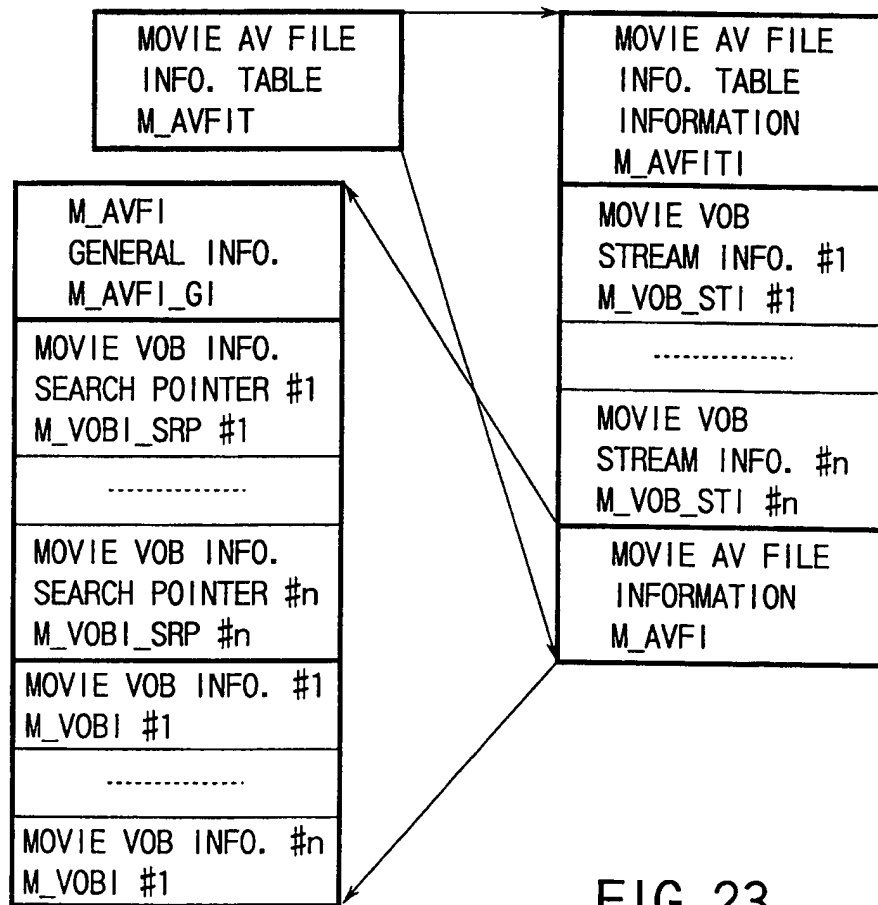 MOVIE AV FILE
INFO. TABLE
M_AVFIT
MOVIE AV FILE
INFO. TABLE
INFORMATION
M_AVFITI
MOVIE VOB
STREAM INFO. #1
M_VOB_STI #1
MOVIE VOB
STREAM INFO. #n
M_VOB_STI #n
MOVIE AV FILE
INFORMATION
M_AVFI
M_AVFI
GENERAL INFO.
M_AVFI_GI
MOVIE VOB INFO.
SEARCH POINTER #1
M_VOBI_SRP #1
MOVIE VOB INFO.
SEARCH POINTER #n
M_VOBI_SRP #n
MOVIE VOB INFO. #1
M_VOBI #1
MOVIE VOB INFO. #n
M_VOBI #1
FIG. 23